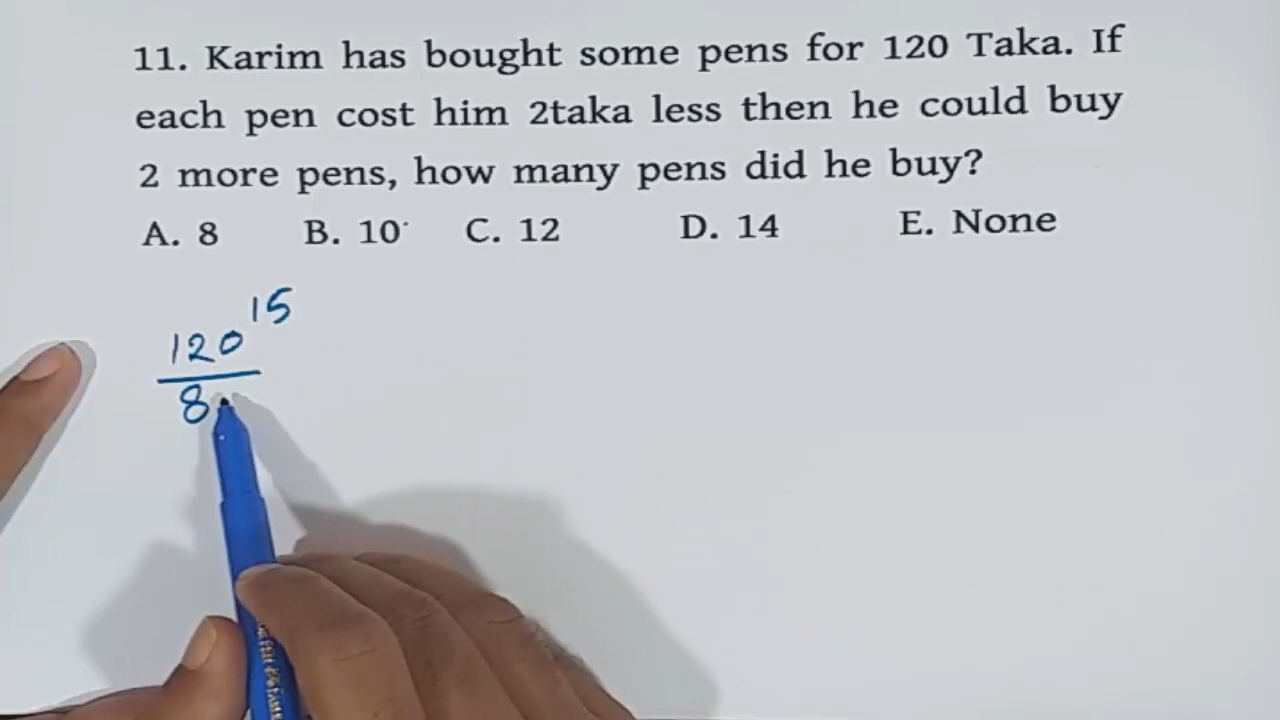 11. Karim has bought some pens for 120 Taka. If
each pen cost him 2taka less then he could buy
2 more pens, how many pens did he buy?
A. 8 B. 10 C. 12 D. 14 E. None
15
120
8